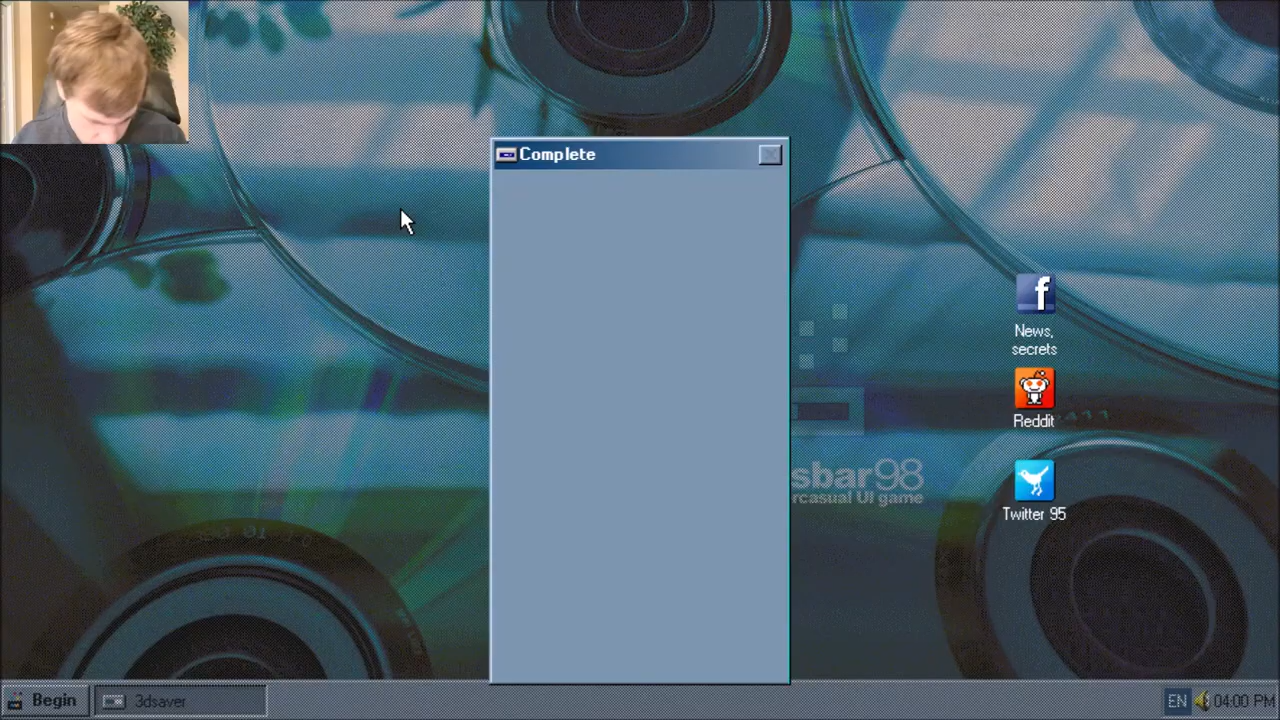 Complete
News,
secrets
Reddit
sbar98
rcasual UI game
Twitter 95
Begin
3dsaver
EN
04:00 PM